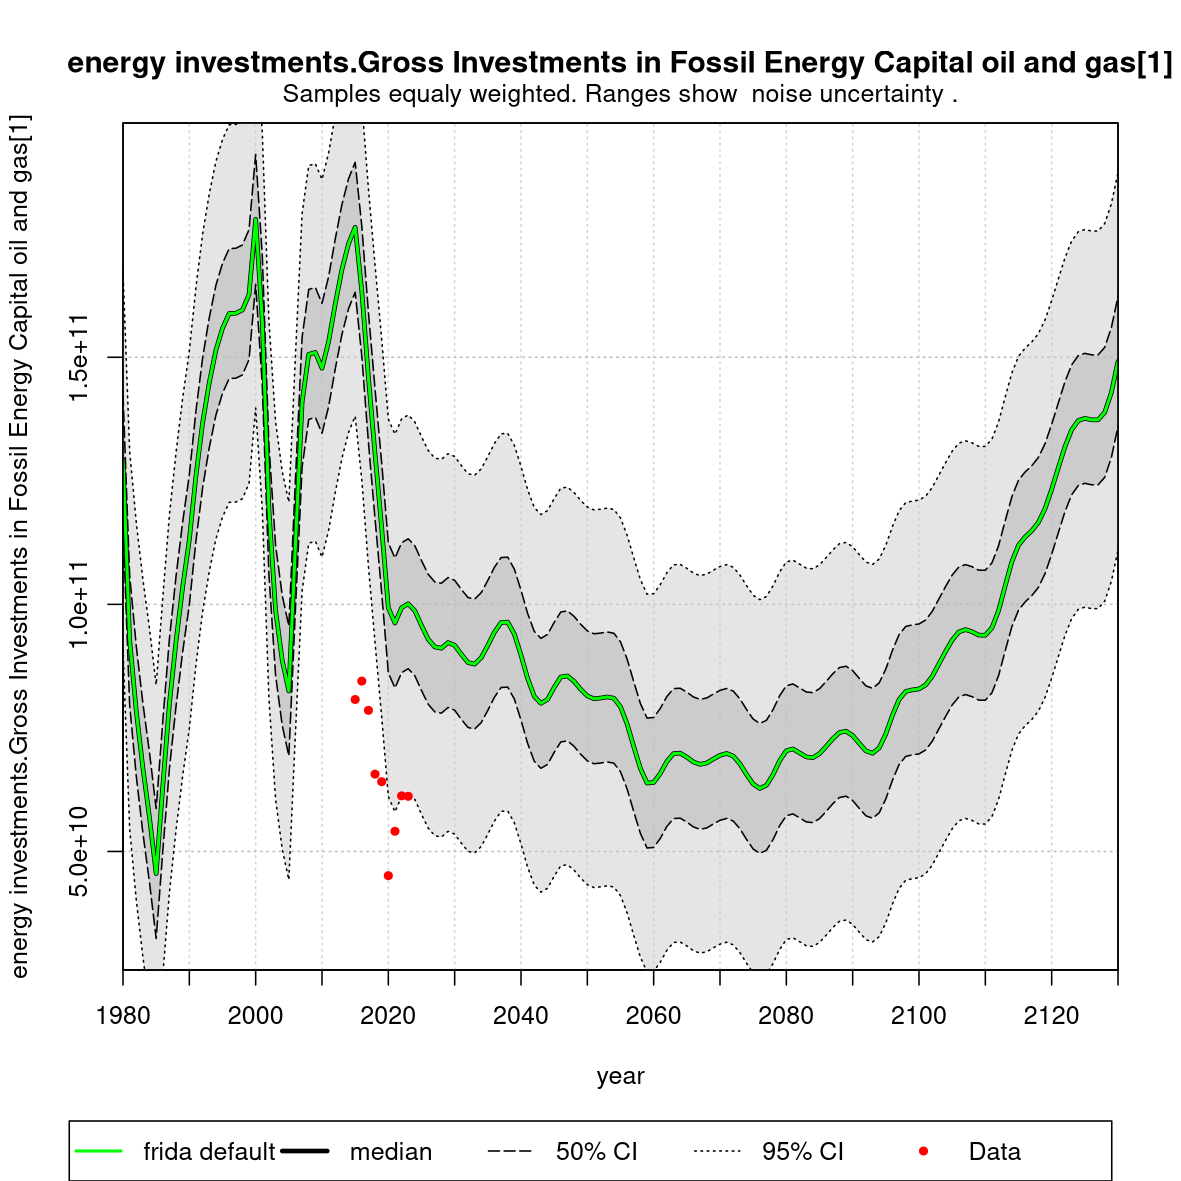 energy investments.Gross Investments in Fossil Energy Capital oil and gas[1]
Samples equaly weighted. Ranges show  noise uncertainty .
energy investments.Gross Investments in Fossil Energy Capital oil and gas[1]
1.5e+11
1.0e+11
5.0e+10
1980 2000 2020 2040 2060 2080 2100 2120
year
frida default median 50% CI 95% CI Data